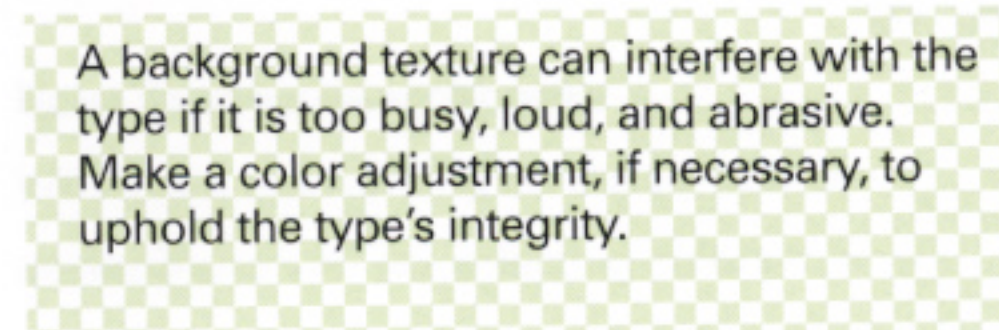 A background texture can interfere with the
type if it is too busy, loud, and abrasive.
Make a color adjustment, if necessary, to
uphold the type's integrity.